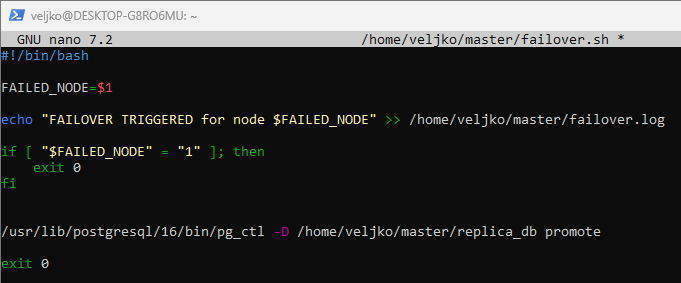 veljko@DESKTOP-G8RO6MU: ~
GNU nano 7.2 /home/veljko/master/failover.sh *
#!/bin/bash
FAILED_NODE=$1
echo "FAILOVER TRIGGERED for node $FAILED_NODE" >> /home/veljko/master/failover.log
if [ "$FAILED_NODE" = "1" ]; then
    exit 0
fi
/usr/lib/postgresql/16/bin/pg_ctl -D /home/veljko/master/replica_db promote
exit 0